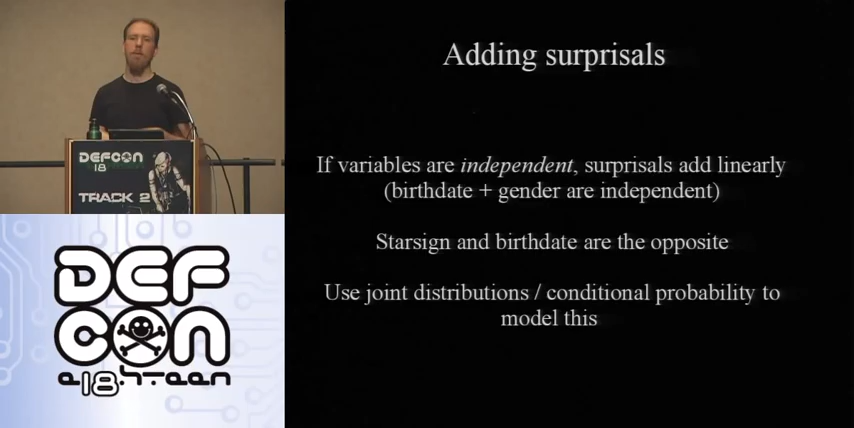 DEFCON
18
TRACK 2
DEF
CON
e18hteen
Adding surprisals
If variables are independent, surprisals add linearly
(birthdate + gender are independent)
Starsign and birthdate are the opposite
Use joint distributions / conditional probability to
model this